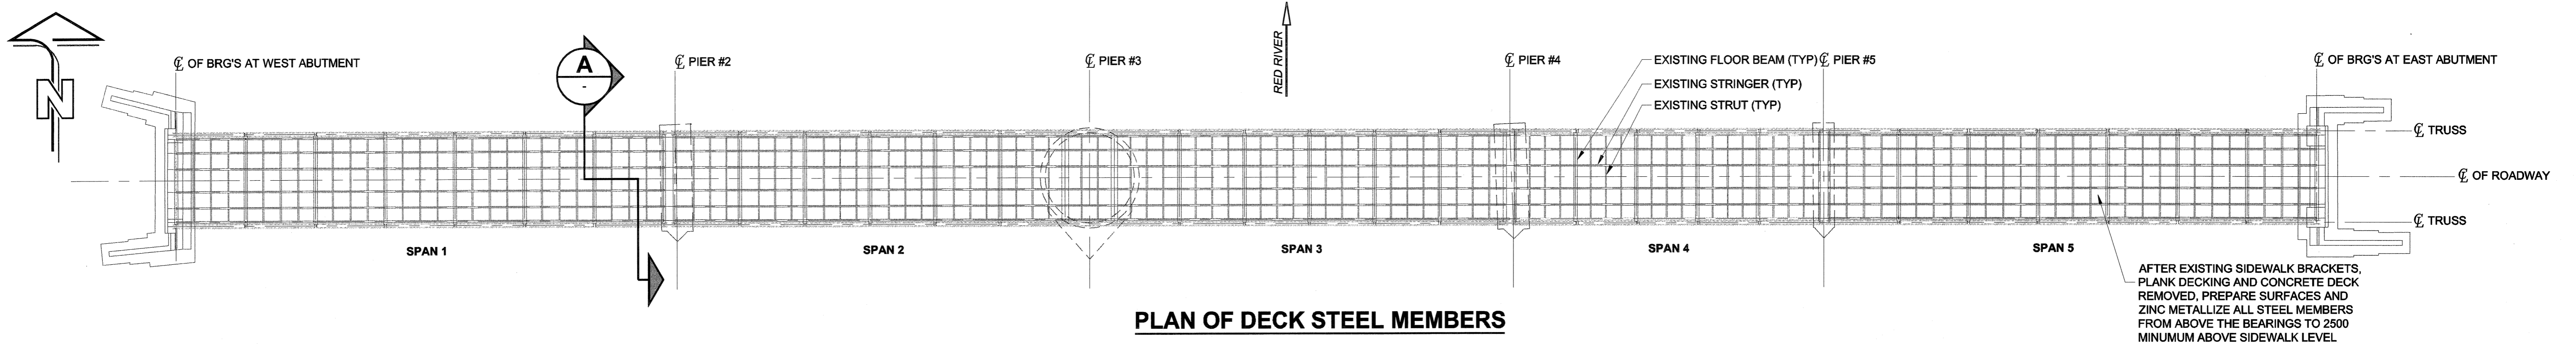 N
℄ OF BRG'S AT WEST ABUTMENT
A
-
℄ PIER #2
℄ PIER #3
RED RIVER
℄ PIER #4
EXISTING FLOOR BEAM (TYP)
EXISTING STRINGER (TYP)
EXISTING STRUT (TYP)
℄ PIER #5
℄ OF BRG'S AT EAST ABUTMENT
℄ TRUSS
℄ OF ROADWAY
℄ TRUSS
SPAN 1
SPAN 2
SPAN 3
SPAN 4
SPAN 5
AFTER EXISTING SIDEWALK BRACKETS,
PLANK DECKING AND CONCRETE DECK
REMOVED, PREPARE SURFACES AND
ZINC METALLIZE ALL STEEL MEMBERS
FROM ABOVE THE BEARINGS TO 2500
MINUMUM ABOVE SIDEWALK LEVEL
PLAN OF DECK STEEL MEMBERS